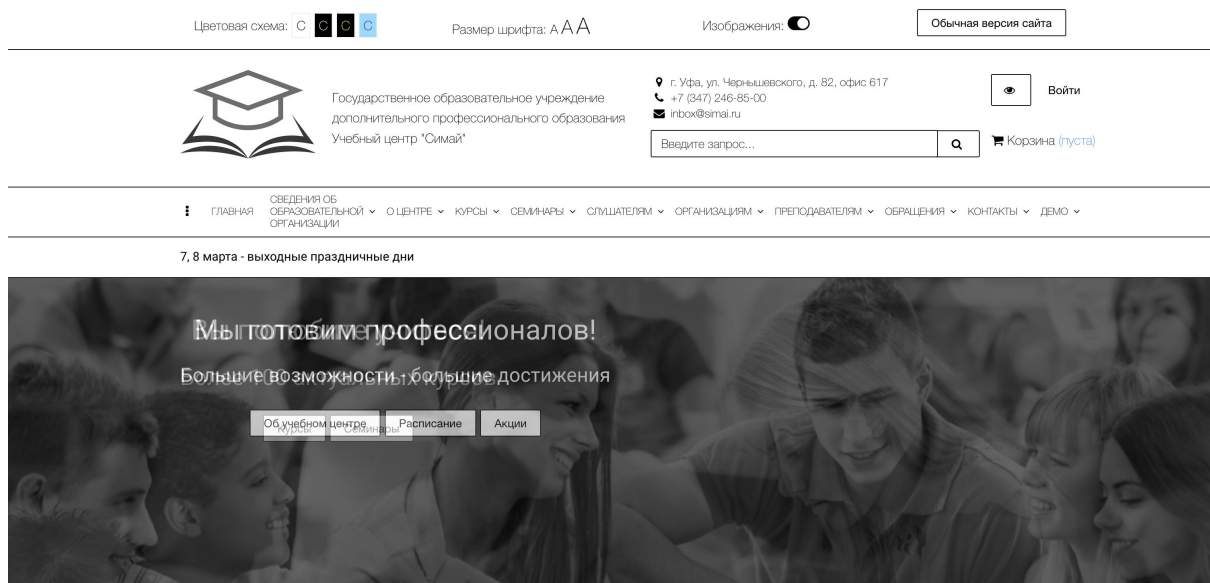 Цветовая схема: C C C C
Размер шрифта: A A A
Изображения:
Обычная версия сайта
Государственное образовательное учреждение
дополнительного профессионального образования
Учебный центр "Симай"
г. Уфа, ул. Чернышевского, д. 82, офис 617
+7 (347) 246-85-00
inbox@simai.ru
Войти
Введите запрос...
Корзина (пуста)
ГЛАВНАЯ
СВЕДЕНИЯ ОБ
ОБРАЗОВАТЕЛЬНОЙ
ОРГАНИЗАЦИИ
О ЦЕНТРЕ
КУРСЫ
СЕМИНАРЫ
СЛУШАТЕЛЯМ
ОРГАНИЗАЦИЯМ
ПРЕПОДАВАТЕЛЯМ
ОБРАЩЕНИЯ
КОНТАКТЫ
ДЕМО
7, 8 марта - выходные праздничные дни
Мы готовим профессионалов!
Большие возможности - большие достижения
Об учебном центре
Расписание
Акции
Курсы
Семинары